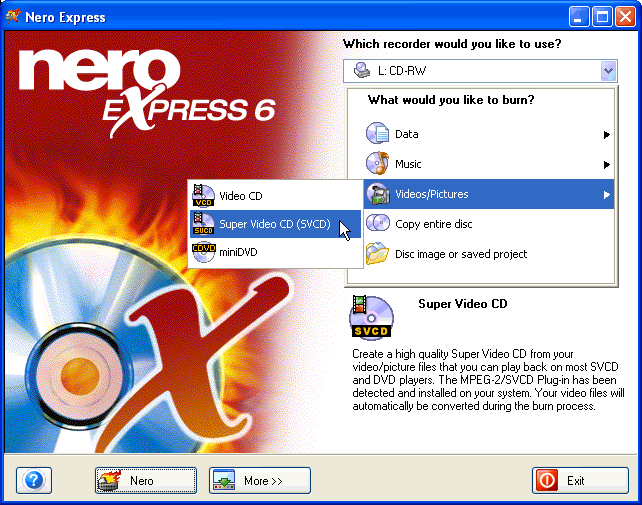 Nero Express
Which recorder would you like to use?
nero
EXPRESS 6
L: CD-RW
What would you like to burn?
Data
Music
Videos/Pictures
Copy entire disc
Disc image or saved project
VCD Video CD
SVCD Super Video CD (SVCD)
CDVD miniDVD
SVCD
Super Video CD
Create a high quality Super Video CD from your
video/picture files that you can play back on most SVCD
and DVD players. The MPEG-2/SVCD Plug-in has been
detected and installed on your system. Your video files will
automatically be converted during the burn process.
? Nero More >> Exit